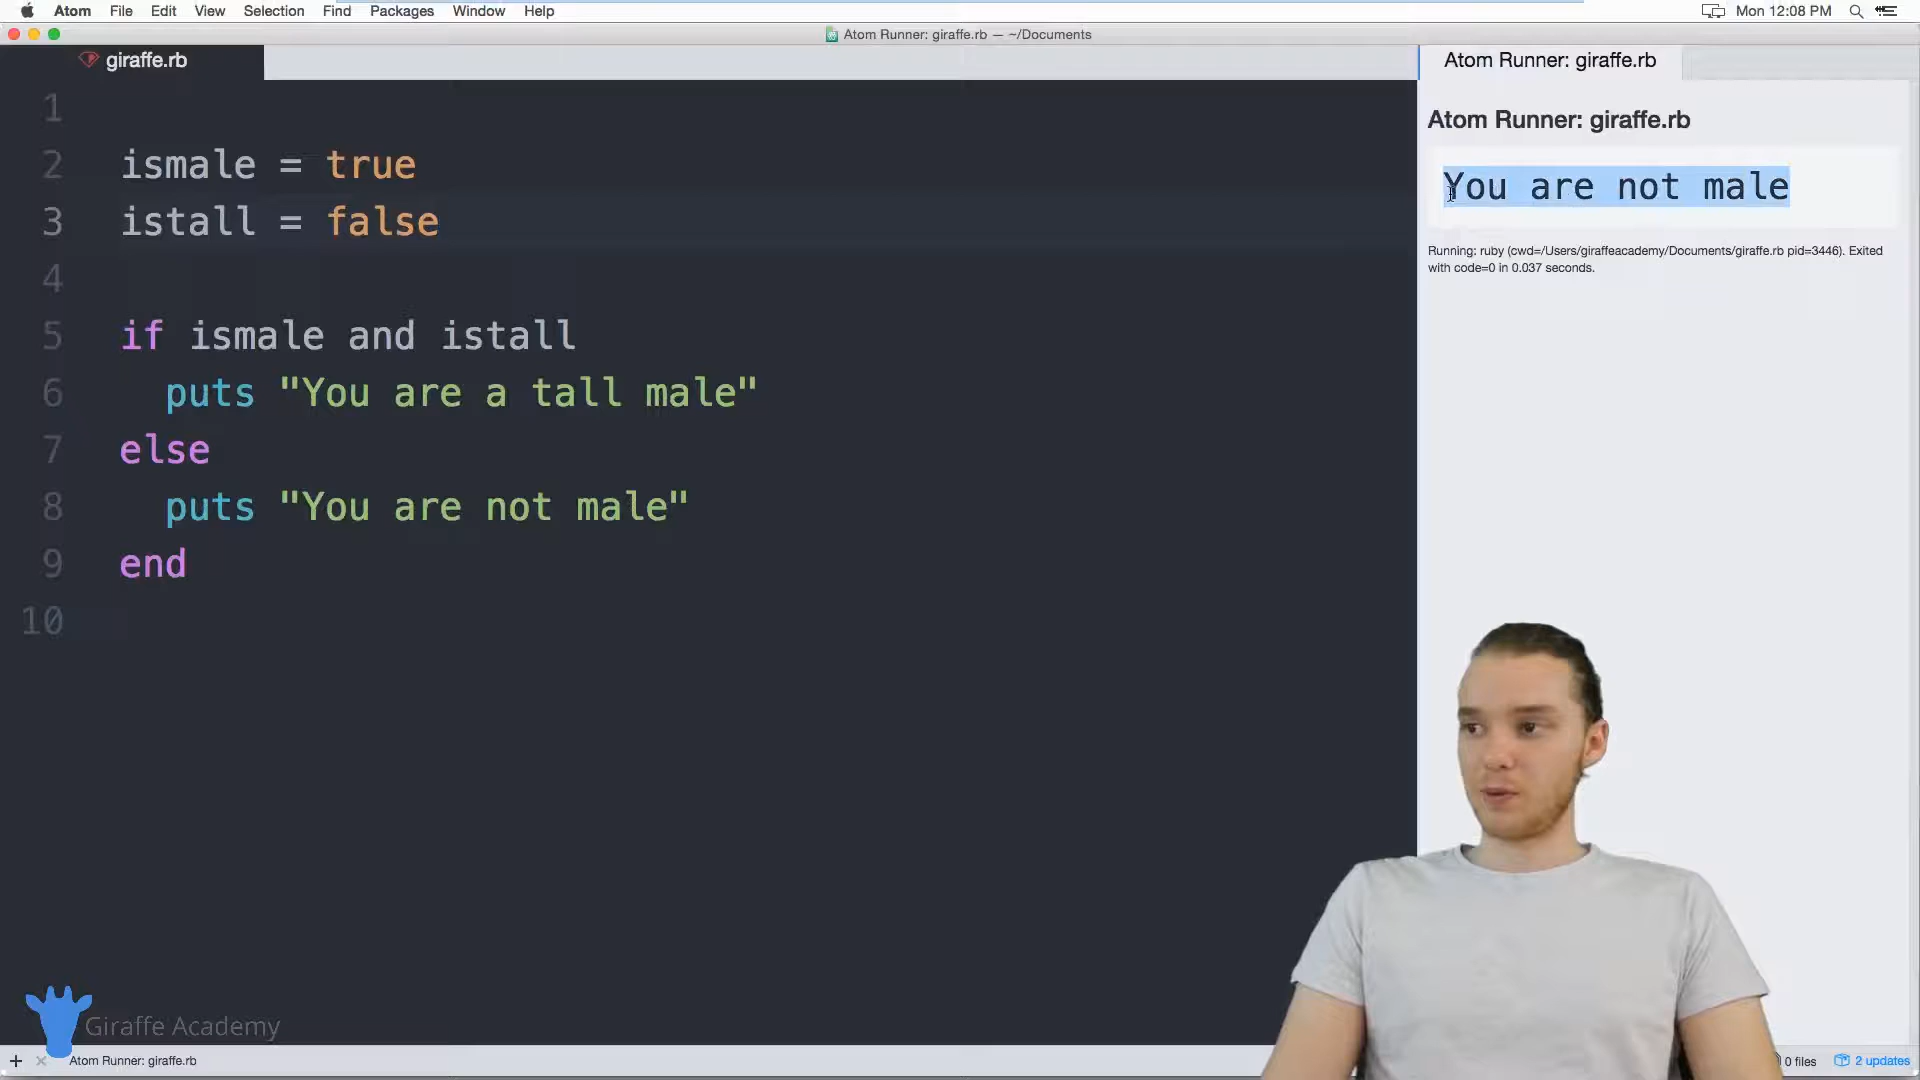 Atom File Edit View Selection Find Packages Window Help
Mon 12:08 PM
Atom Runner: giraffe.rb — ~/Documents
giraffe.rb
1
2 ismale = true
3 istall = false
4
5 if ismale and istall
6 puts "You are a tall male"
7 else
8 puts "You are not male"
9 end
10
Atom Runner: giraffe.rb
Atom Runner: giraffe.rb
You are not male
Running: ruby (cwd=/Users/giraffeacademy/Documents/giraffe.rb pid=3446). Exited
with code=0 in 0.037 seconds.
Giraffe Academy
Atom Runner: giraffe.rb
0 files
2 updates